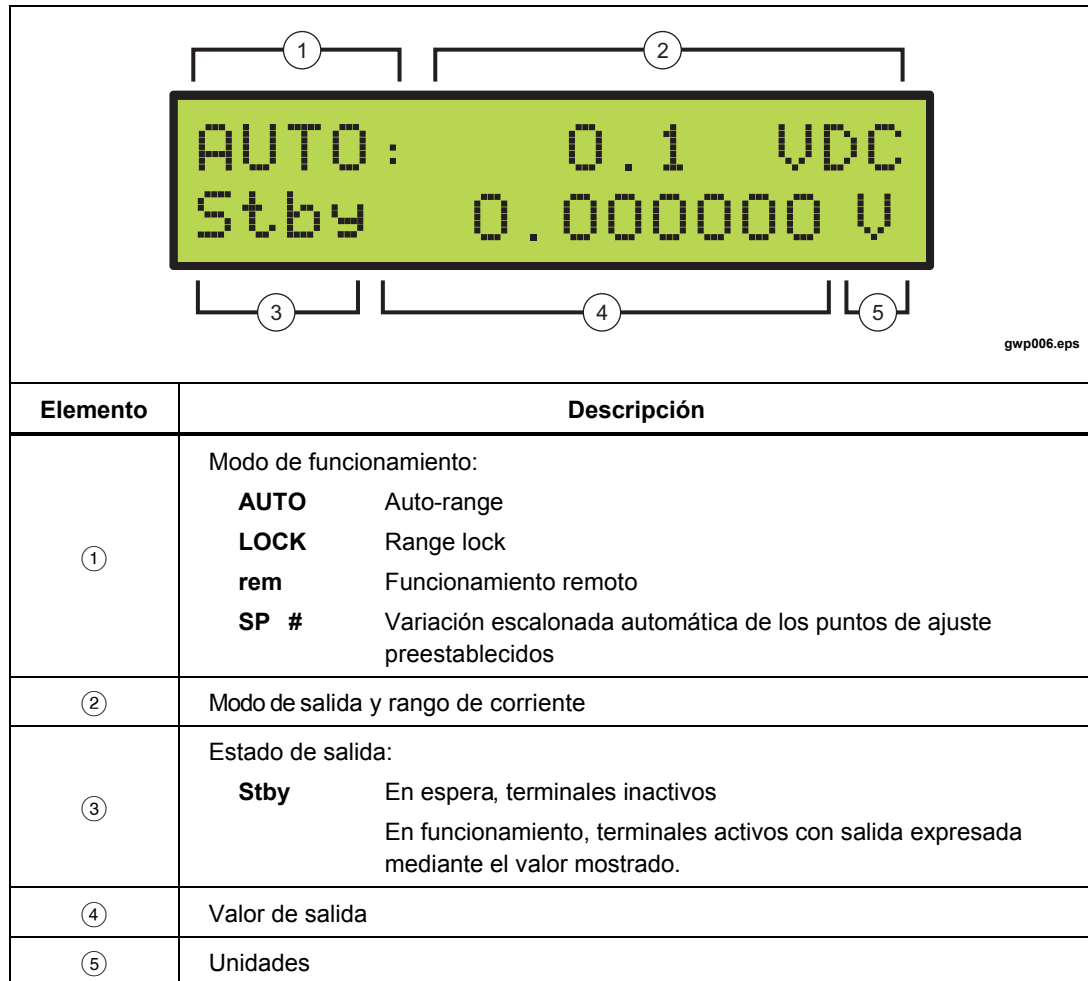 1 2
AUTO: 0.1 VDC
Stby 0.000000 V
3 4 5
gwp006.eps
Elemento Descripción
1 Modo de funcionamiento:
AUTO Auto-range
LOCK Range lock
rem Funcionamiento remoto
SP # Variación escalonada automática de los puntos de ajuste
preestablecidos
2 Modo de salida y rango de corriente
3 Estado de salida:
Stby En espera, terminales inactivos
En funcionamiento, terminales activos con salida expresada
mediante el valor mostrado.
4 Valor de salida
5 Unidades